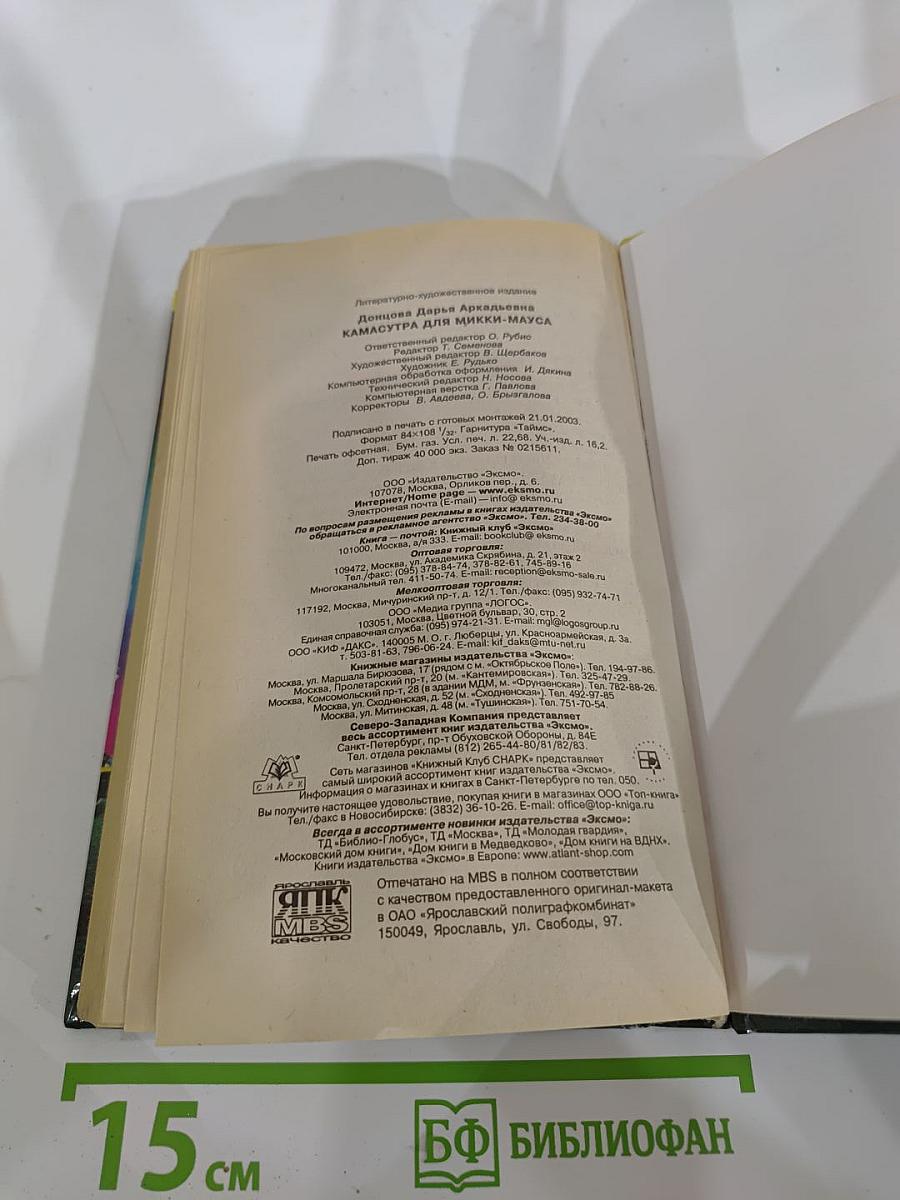 Литературно-художественное издание
Донцова Дарья Аркадьевна
КАМАСУТРА ДЛЯ МИККИ-МАУСА
Ответственный редактор О. Рубис
Редактор Т. Семенова
Художественный редактор В. Щербаков
Художник Е. Рудько
Компьютерная обработка оформления И. Дякина
Технический редактор Н. Носова
Компьютерная верстка Г. Павлова
Корректоры В. Авдеева, О. Брызгалова
Подписано в печать с готовых монтажей 21.01.2003.
Формат 84×108 1/32. Гарнитура «Таймс».
Печать офсетная. Бум. газ. Усл. печ. л. 22,68. Уч.-изд. л. 16,2.
Доп. тираж 40 000 экз. Заказ № 0215611.
ООО «Издательство «Эксмо».
107078, Москва, Орликов пер., д. 6.
Интернет/Home page — www.eksmo.ru
Электронная почта (E-mail) — info@ eksmo.ru
По вопросам размещения рекламы в книгах издательства «Эксмо»
обращаться в рекламное агентство «Эксмо». Тел. 234-38-00
Книга — почтой: Книжный клуб «Эксмо»
101000, Москва, а/я 333. E-mail: bookclub@ eksmo.ru
Оптовая торговля:
109472, Москва, ул. Академика Скрябина, д. 21, этаж 2
Тел./факс: (095) 378-84-74, 378-82-61, 745-89-16
Многоканальный тел. 411-50-74. E-mail: reception@eksmo-sale.ru
Мелкооптовая торговля:
117192, Москва, Мичуринский пр-т, д. 12/1. Тел./факс: (095) 932-74-71
ООО «Медиа группа «ЛОГОС».
103051, Москва, Цветной бульвар, 30, стр. 2
Единая справочная служба: (095) 974-21-31. E-mail: mgl@logosgroup.ru
ООО «КИФ «ДАКС». 140005 М. О. г. Люберцы, ул. Красноармейская, д. 3а.
т. 503-81-63, 796-06-24. E-mail: kif_daks@mtu-net.ru
Книжные магазины издательства «Эксмо»:
Москва, ул. Маршала Бирюзова, 17 (рядом с м. «Октябрьское Поле»). Тел. 194-97-86.
Москва, Пролетарский пр-т, 20 (м. «Кантемировская»). Тел. 325-47-29.
Москва, Комсомольский пр-т, 28 (в здании МДМ, м. «Фрунзенская»). Тел. 782-88-26.
Москва, ул. Сходненская, д. 52 (м. «Сходненская»). Тел. 492-97-85
Москва, ул. Митинская, д. 48 (м. «Тушинская»). Тел. 751-70-54.
Северо-Западная Компания представляет
весь ассортимент книг издательства «Эксмо».
Санкт-Петербург, пр-т Обуховской Обороны, д. 84Е
Тел. отдела рекламы (812) 265-44-80/81/82/83.
СНАРК
Сеть магазинов «Книжный Клуб СНАРК» представляет
самый широкий ассортимент книг издательства «Эксмо».
Информация о магазинах и книгах в Санкт-Петербурге по тел. 050.
Вы получите настоящее удовольствие, покупая книги в магазинах ООО «Топ-книга»
Тел./факс в Новосибирске: (3832) 36-10-26. E-mail: office@top-kniga.ru
Всегда в ассортименте новинки издательства «Эксмо»:
ТД «Библио-Глобус», ТД «Москва», ТД «Молодая гвардия»,
«Московский дом книги», «Дом книги в Медведково», «Дом книги на ВДНХ».
Книги издательства «Эксмо» в Европе: www.atlant-shop.com
ЯРОСЛАВЛЬ
ЯПК
MBS
качество
Отпечатано на MBS в полном соответствии
с качеством предоставленного оригинал-макета
в ОАО «Ярославский полиграфкомбинат»
150049, Ярославль, ул. Свободы, 97.
15 см
БФ БИБЛИОФАН